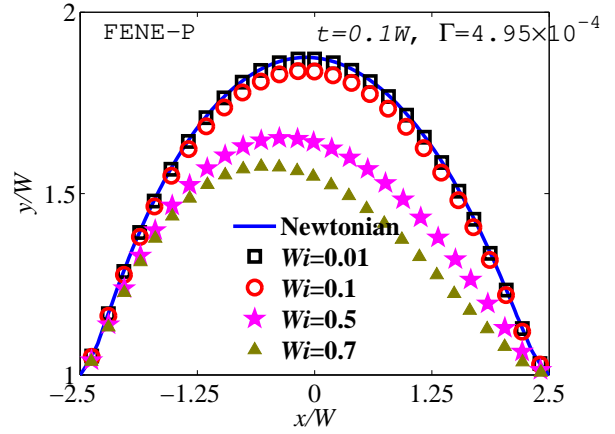 FENE-P t=0.1W, Γ=4.95×10⁻⁴
2
1.5
1
y/W
Newtonian
Wi=0.01
Wi=0.1
Wi=0.5
Wi=0.7
−2.5 −1.25 0 1.25 2.5
x/W